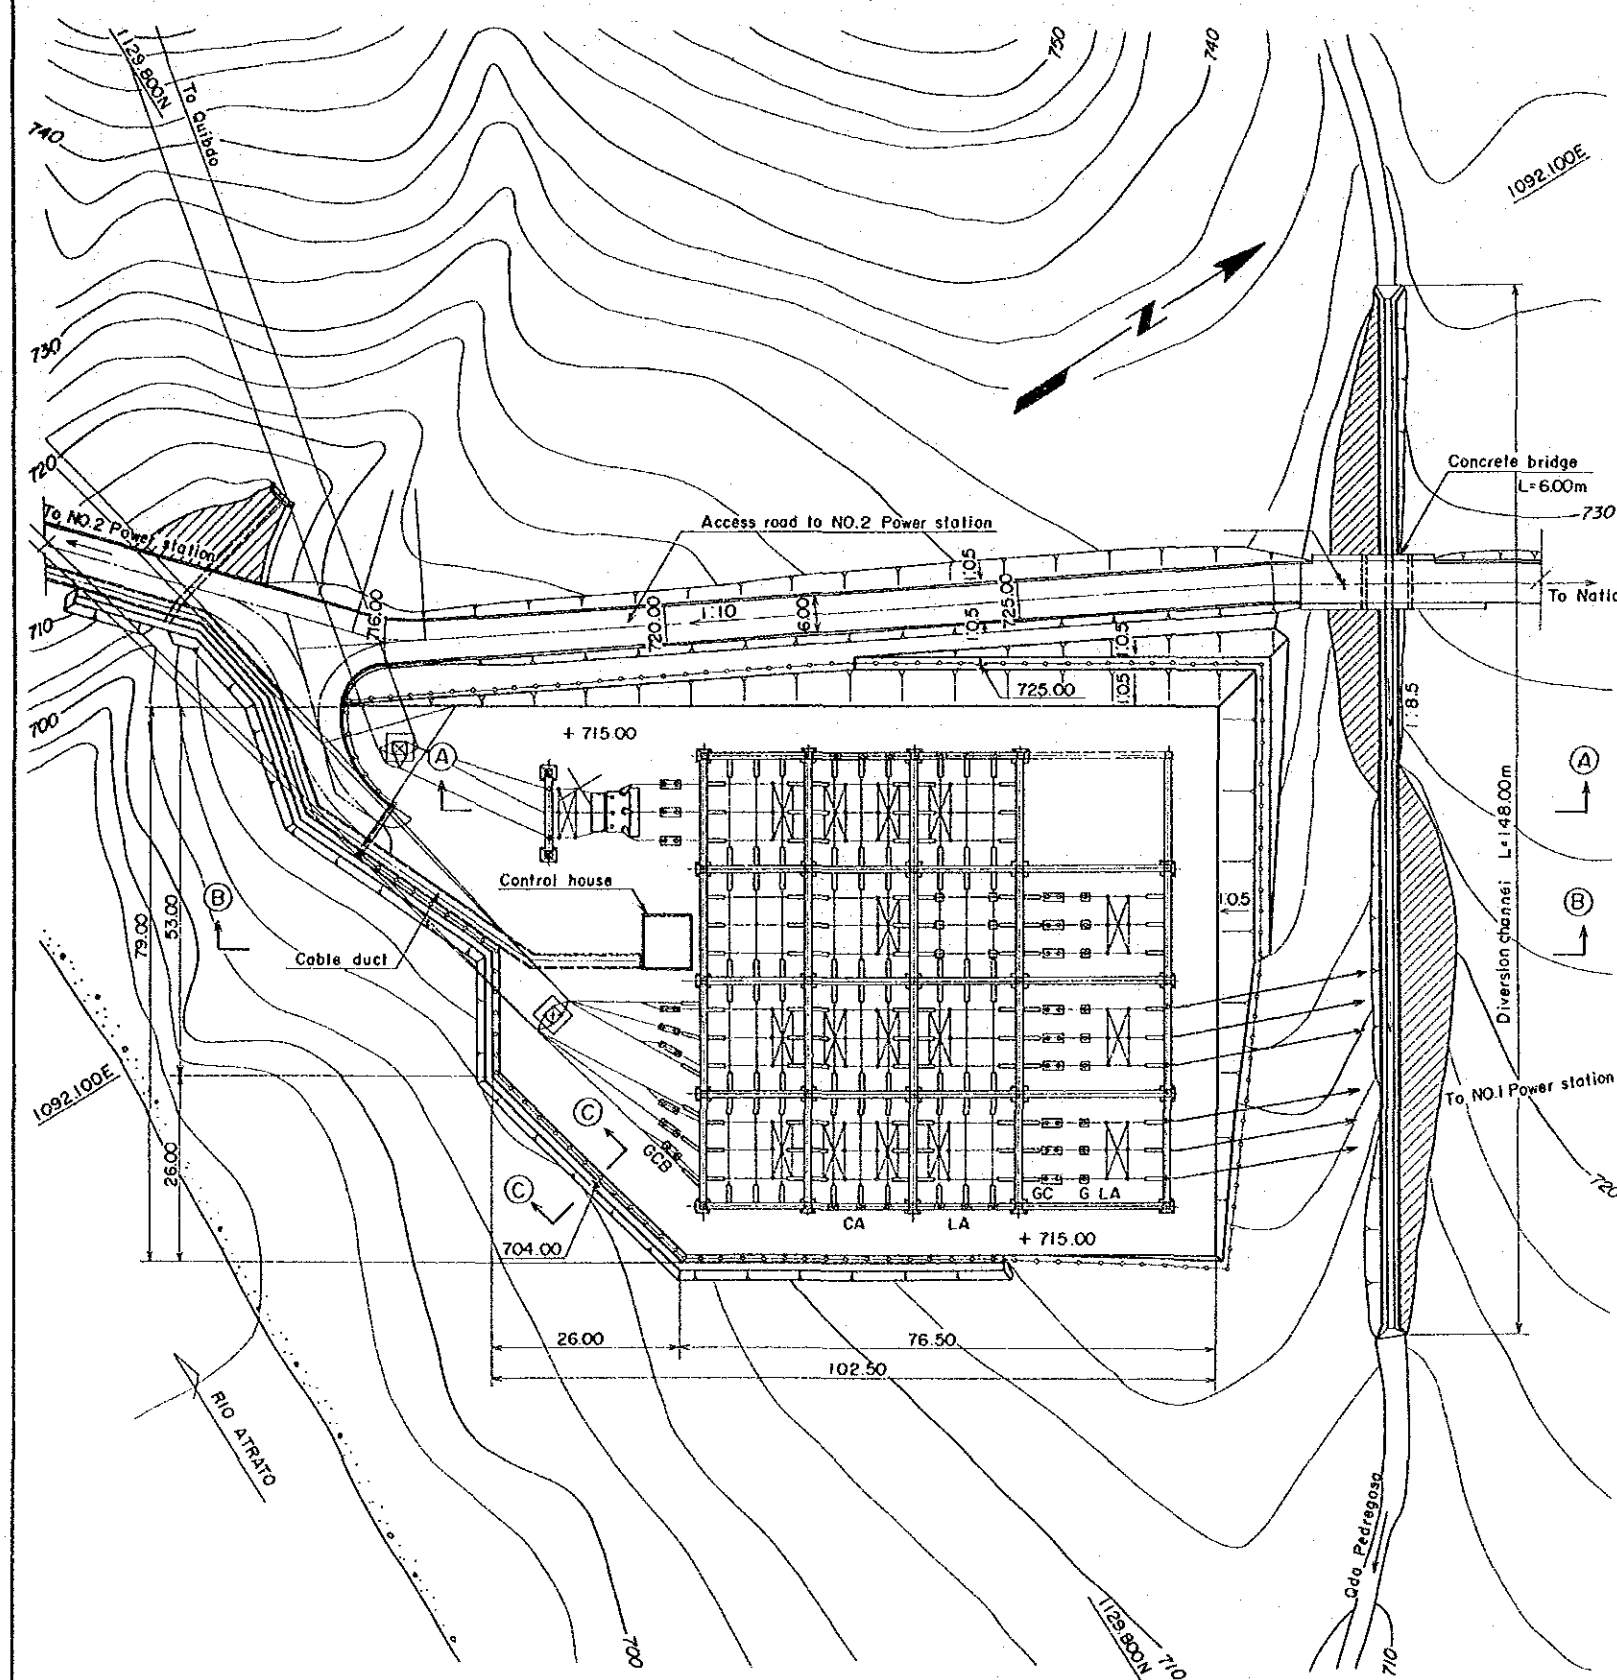 1129.800N
To Quibdo
750
740
740
1092.100E
N
730
720
Concrete bridge
L=6.00m
730
To NO.2 Power station
Access road to NO.2 Power station
To Natio
710
716.00
720.00
1:10
6.00
1:0.5
725.00
1:0.5
1:0.5
1:0.5
725.00
1:8.5
700
+ 715.00
A
A
Diversion channel L=148.00m
Control house
1:0.5
B
B
79.00
53.00
Cable duct
1092.100E
To NO.1 Power station
26.00
C
GCB
C
GC
G
LA
CA
LA
704.00
+ 715.00
720
26.00
76.50
102.50
RIO ATRATO
Qda Pedregosa
700
1129.800N
710
710